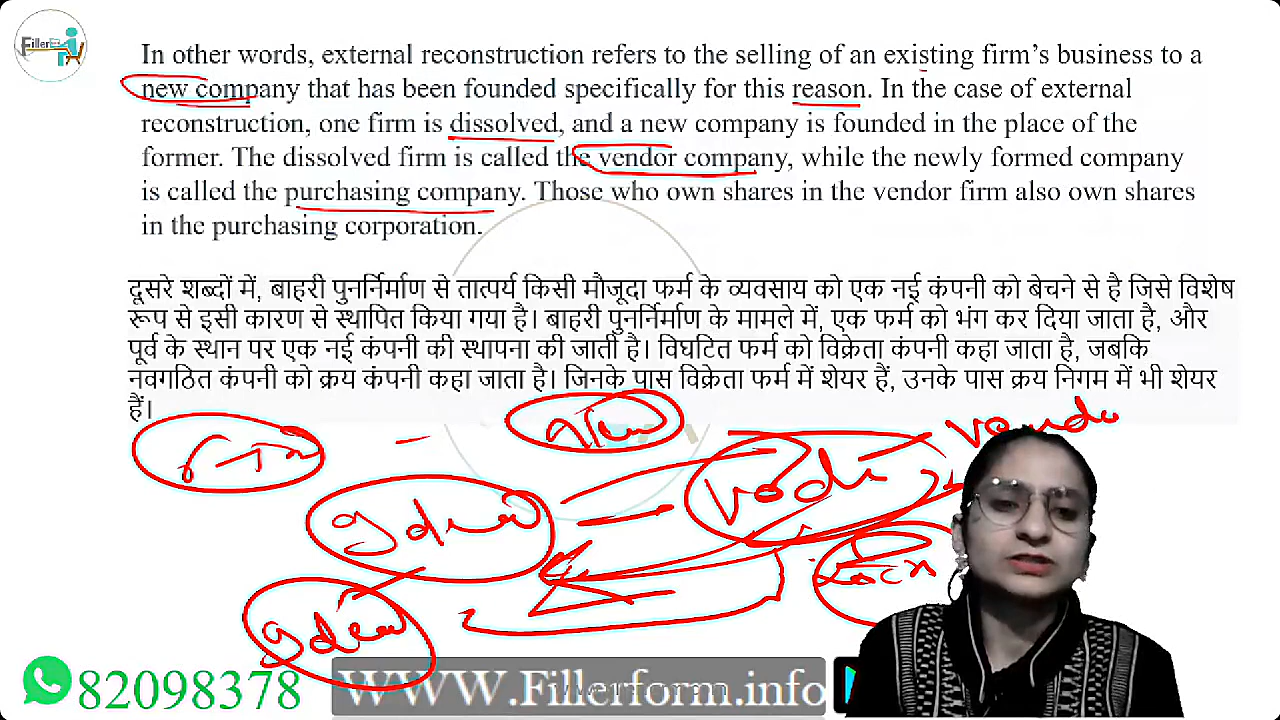 Filler
In other words, external reconstruction refers to the selling of an existing firm's business to a
new company that has been founded specifically for this reason. In the case of external
reconstruction, one firm is dissolved, and a new company is founded in the place of the
former. The dissolved firm is called the vendor company, while the newly formed company
is called the purchasing company. Those who own shares in the vendor firm also own shares
in the purchasing corporation.
दूसरे शब्दों में, बाहरी पुनर्निर्माण से तात्पर्य किसी मौजूदा फर्म के व्यवसाय को एक नई कंपनी को बेचने से है जिसे विशेष
रूप से इसी कारण से स्थापित किया गया है। बाहरी पुनर्निर्माण के मामले में, एक फर्म को भंग कर दिया जाता है, और
पूर्व के स्थान पर एक नई कंपनी की स्थापना की जाती है। विघटित फर्म को विक्रेता कंपनी कहा जाता है, जबकि
नवगठित कंपनी को क्रय कंपनी कहा जाता है। जिनके पास विक्रेता फर्म में शेयर हैं, उनके पास क्रय निगम में भी शेयर
हैं।
82098378 WWW.Fillerform.info